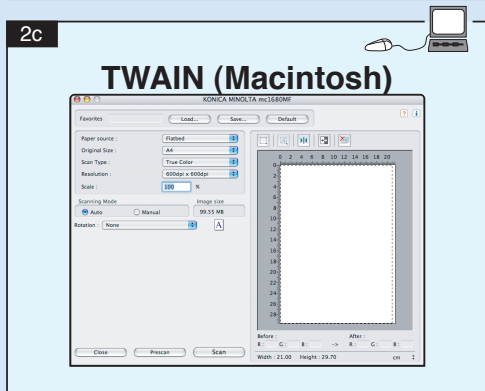 2c
TWAIN (Macintosh)
KONICA MINOLTA mc1680MF
Favorites Load... Save... Default ? i
Paper source : Flatbed
Original Size : A4
Scan Type : True Color
Resolution : 600dpi x 600dpi
Scale : 100 %
Scanning Mode Image size
Auto Manual 99.55 MB
Rotation : None A
0 2 4 6 8 10 12 14 16 18 20
0
2
4
6
8
10
12
14
16
18
20
22
24
26
28
Before : After :
R : G : B : -> R : G : B :
Close Prescan Scan
Width : 21.00 Height : 29.70 cm